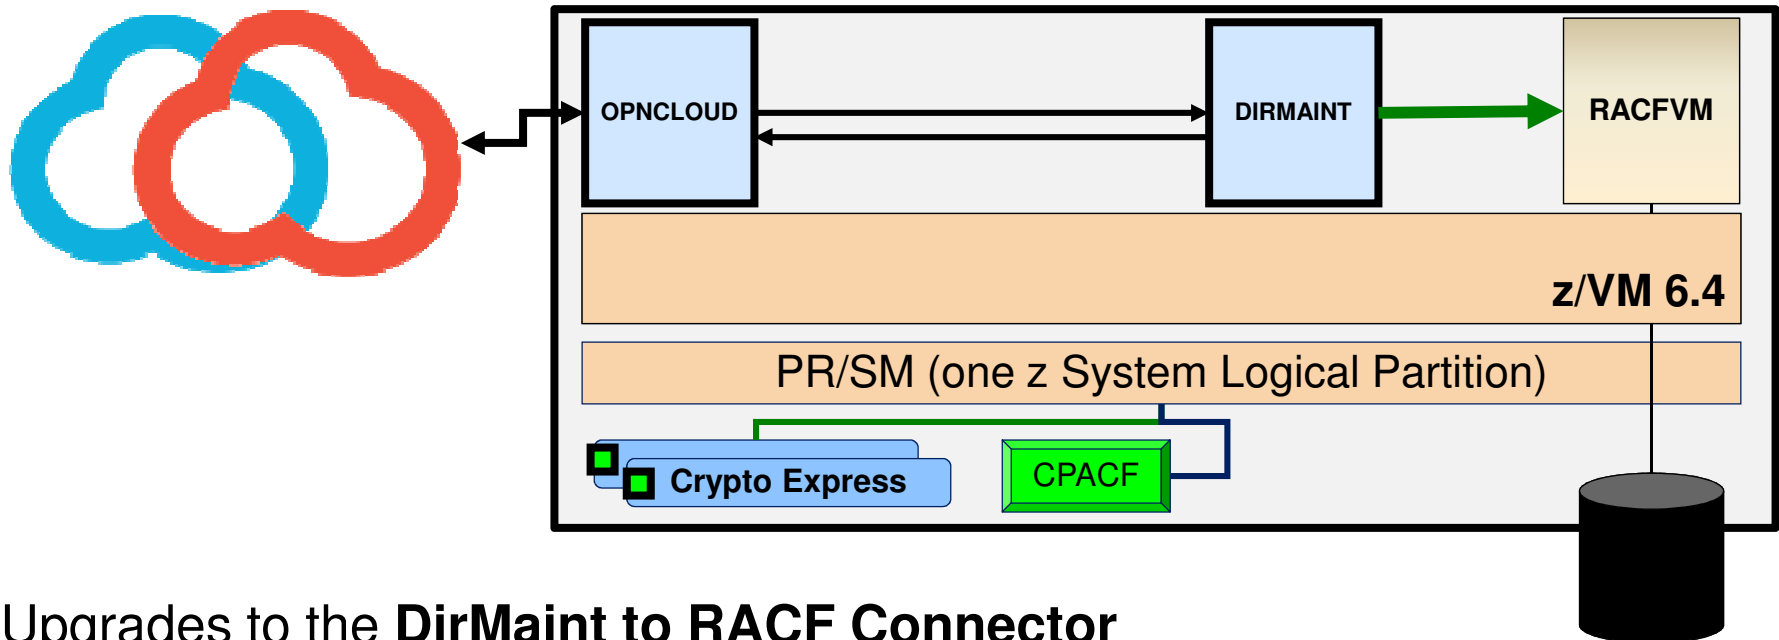 OPNCLOUD
DIRMAINT
RACFVM
z/VM 6.4
PR/SM (one z System Logical Partition)
Crypto Express
CPACF
Upgrades to the DirMaint to RACF Connector